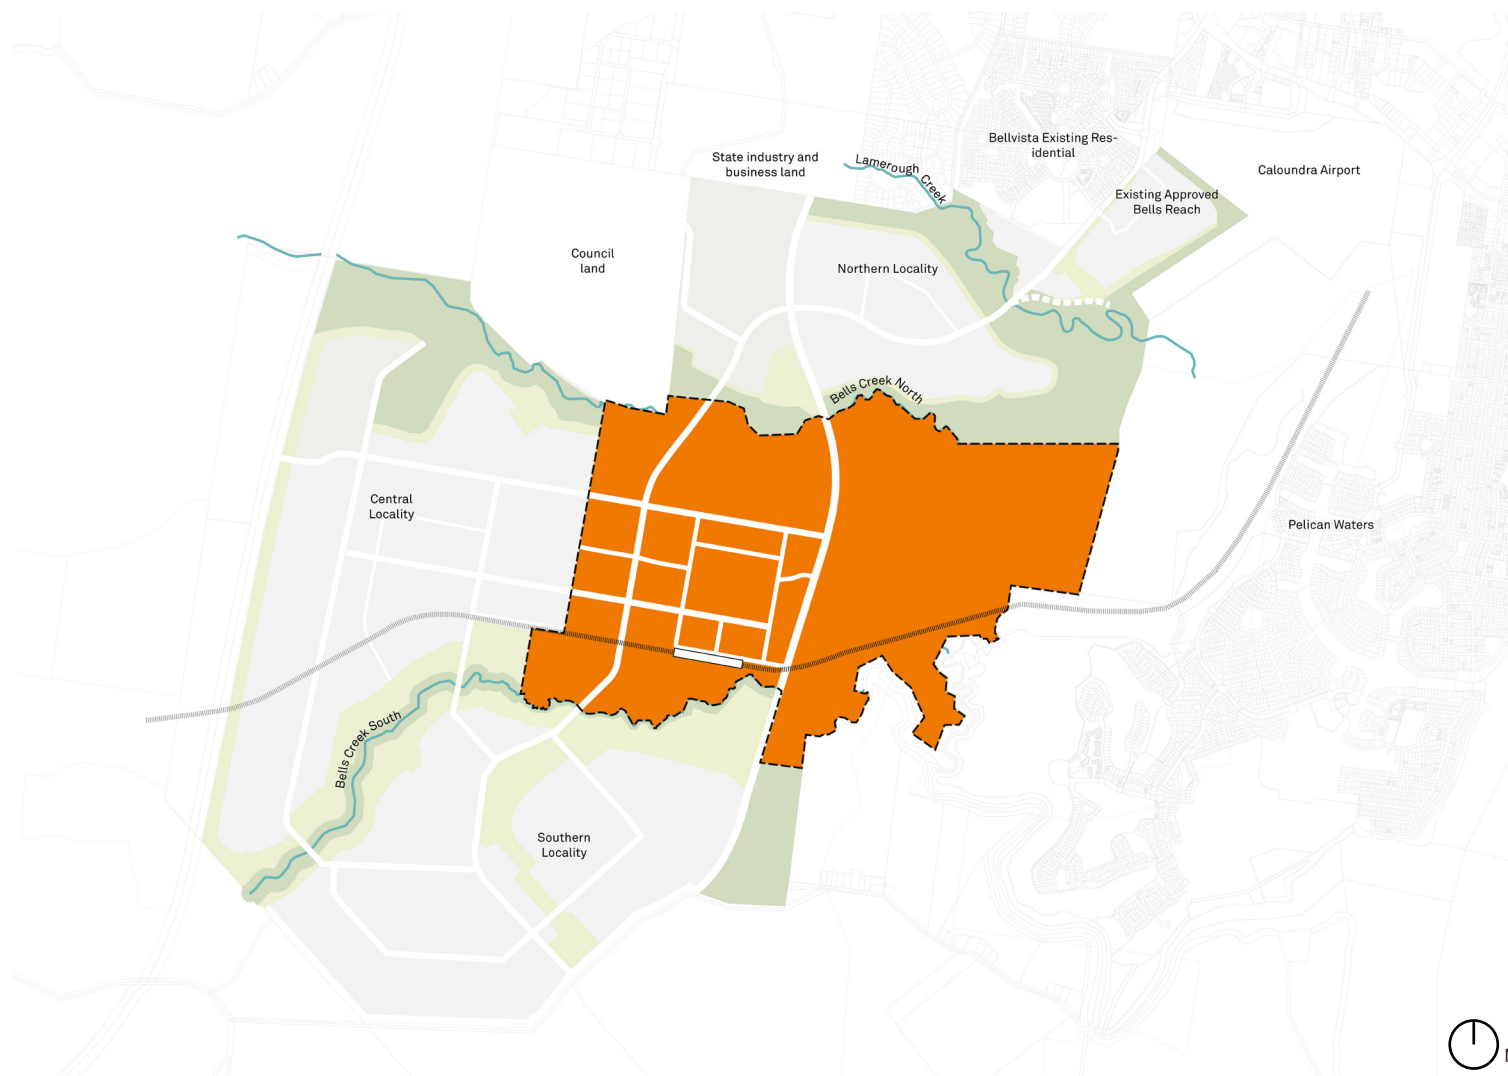 Bellvista Existing Res-
idential
State industry and
business land
Lamerough Creek
Caloundra Airport
Existing Approved
Bells Reach
Council
land
Northern Locality
Bells Creek North
Central
Locality
Pelican Waters
Bells Creek South
Southern
Locality